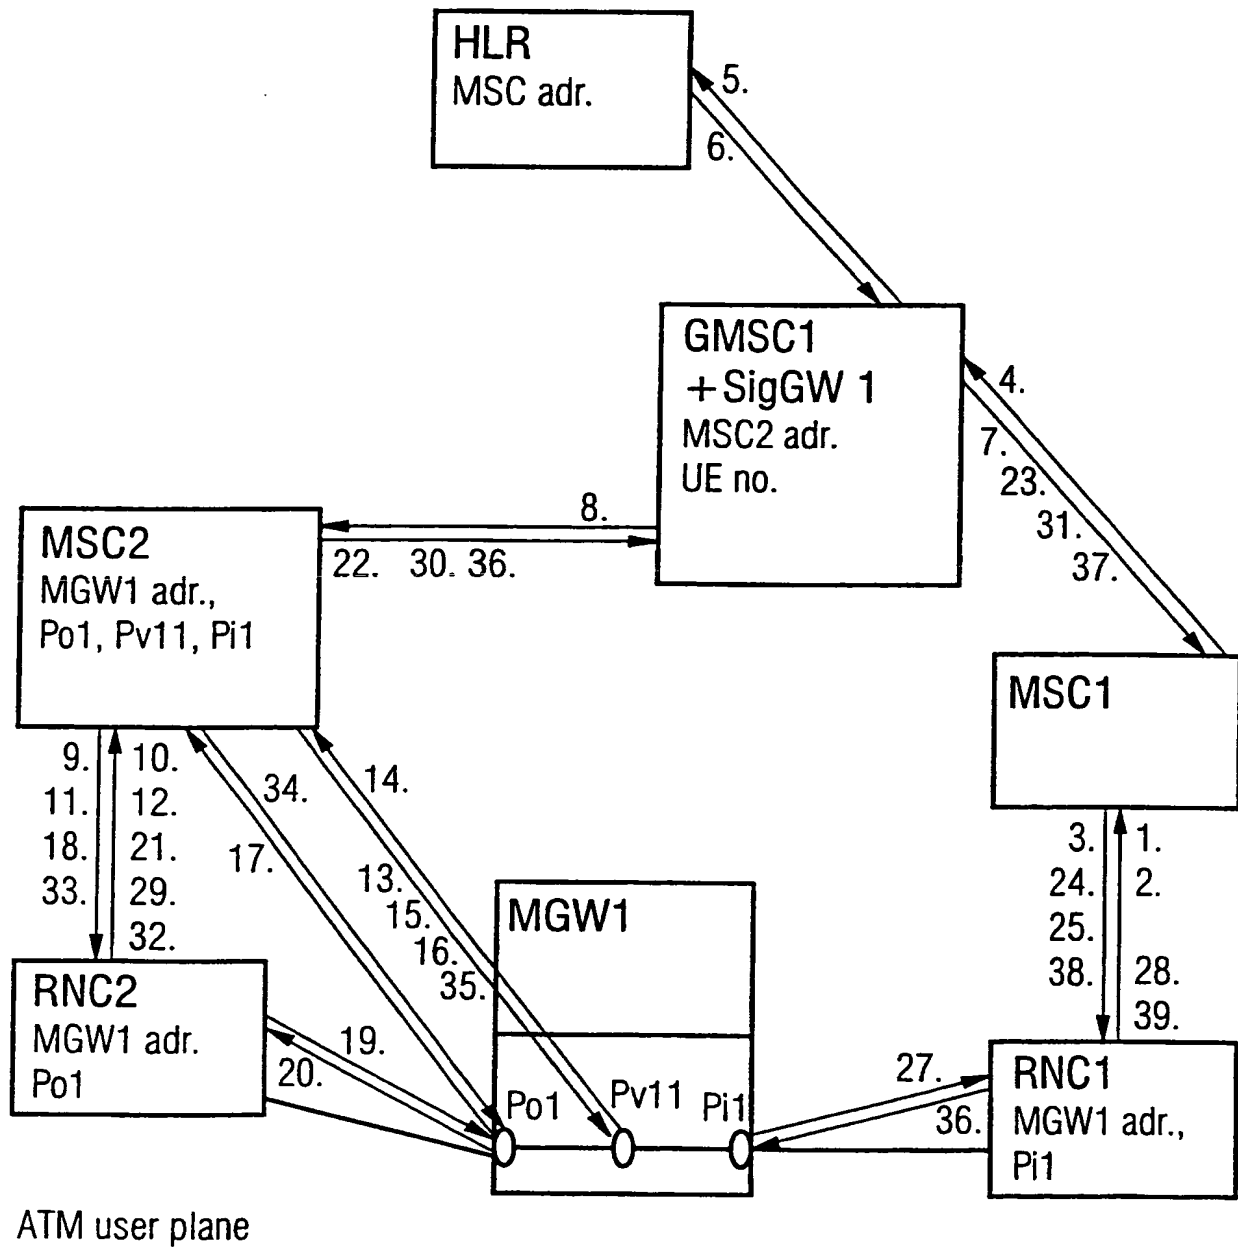 HLR
MSC adr.
5.
6.
GMSC1
+SigGW 1
MSC2 adr.
UE no.
4.
7.
23.
31.
37.
8.
22. 30. 36.
MSC2
MGW1 adr.,
Po1, Pv11, Pi1
MSC1
9. 10.
11. 12.
18. 21.
33. 29.
32.
34.
14.
17.
13.
15.
16.
35.
3. 1.
24. 2.
25.
38. 28.
39.
MGW1
RNC2
MGW1 adr.
Po1
19.
20.
Po1 Pv11 Pi1
27.
36.
RNC1
MGW1 adr.,
Pi1
ATM user plane